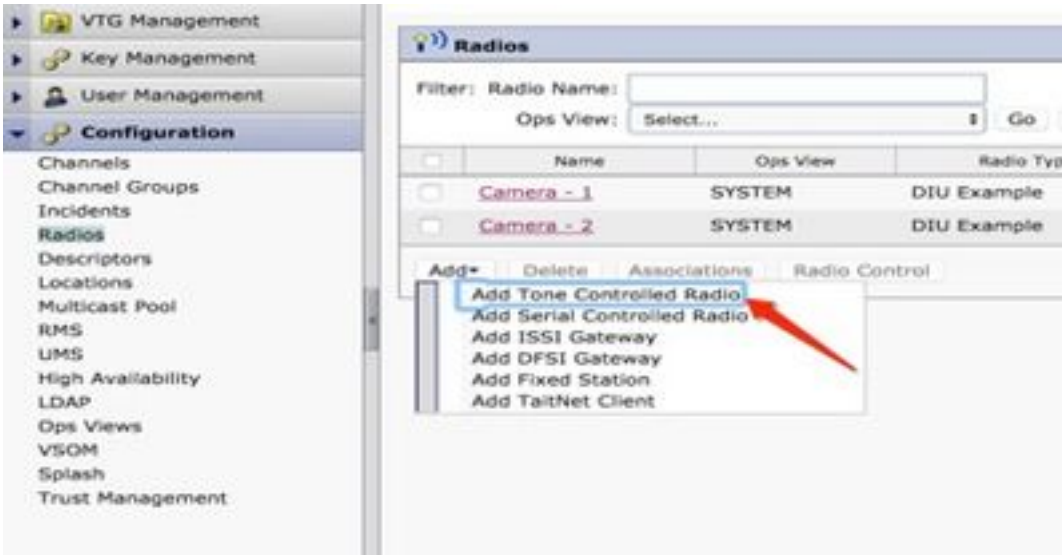 VTG Management
Key Management
User Management
Configuration
Channels
Channel Groups
Incidents
Radios
Descriptors
Locations
Multicast Pool
RMS
UMS
High Availability
LDAP
Ops Views
VSOM
Splash
Trust Management
Radios
Filter: Radio Name:
Ops View: Select... Go
Name Ops View Radio Typ
Camera - 1 SYSTEM DIU Example
Camera - 2 SYSTEM DIU Example
Add Delete Associations Radio Control
Add Tone Controlled Radio
Add Serial Controlled Radio
Add ISSI Gateway
Add DFSI Gateway
Add Fixed Station
Add TaitNet Client